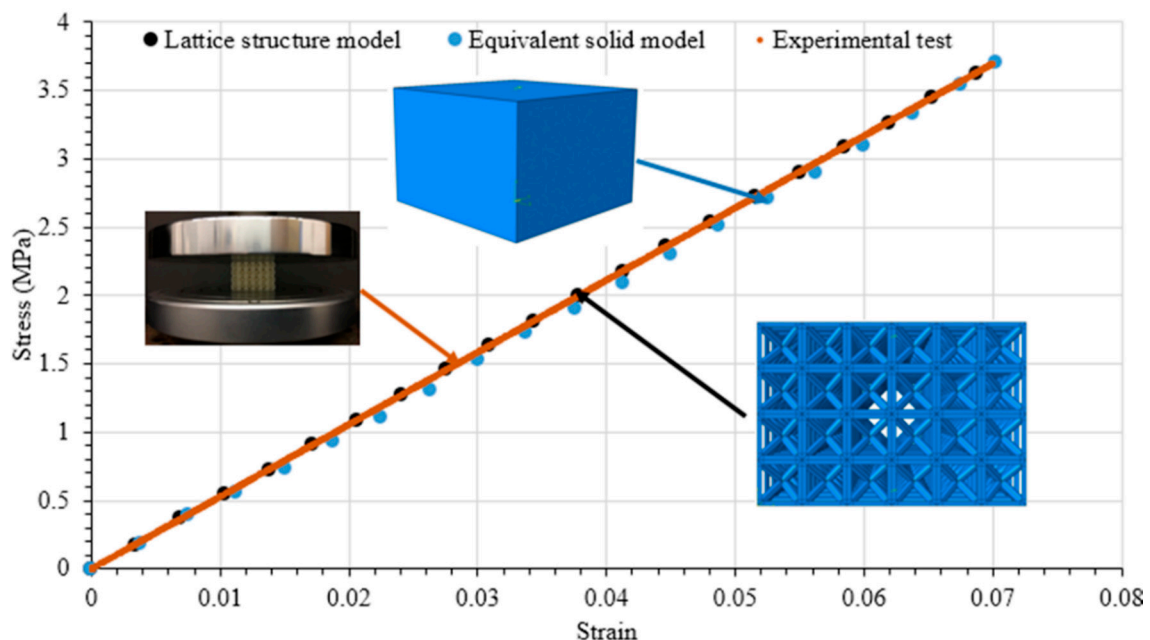 4
Lattice structure model Equivalent solid model Experimental test
3.5
3
2.5
2
1.5
1
0.5
0
Stress (MPa)
0 0.01 0.02 0.03 0.04 0.05 0.06 0.07 0.08
Strain